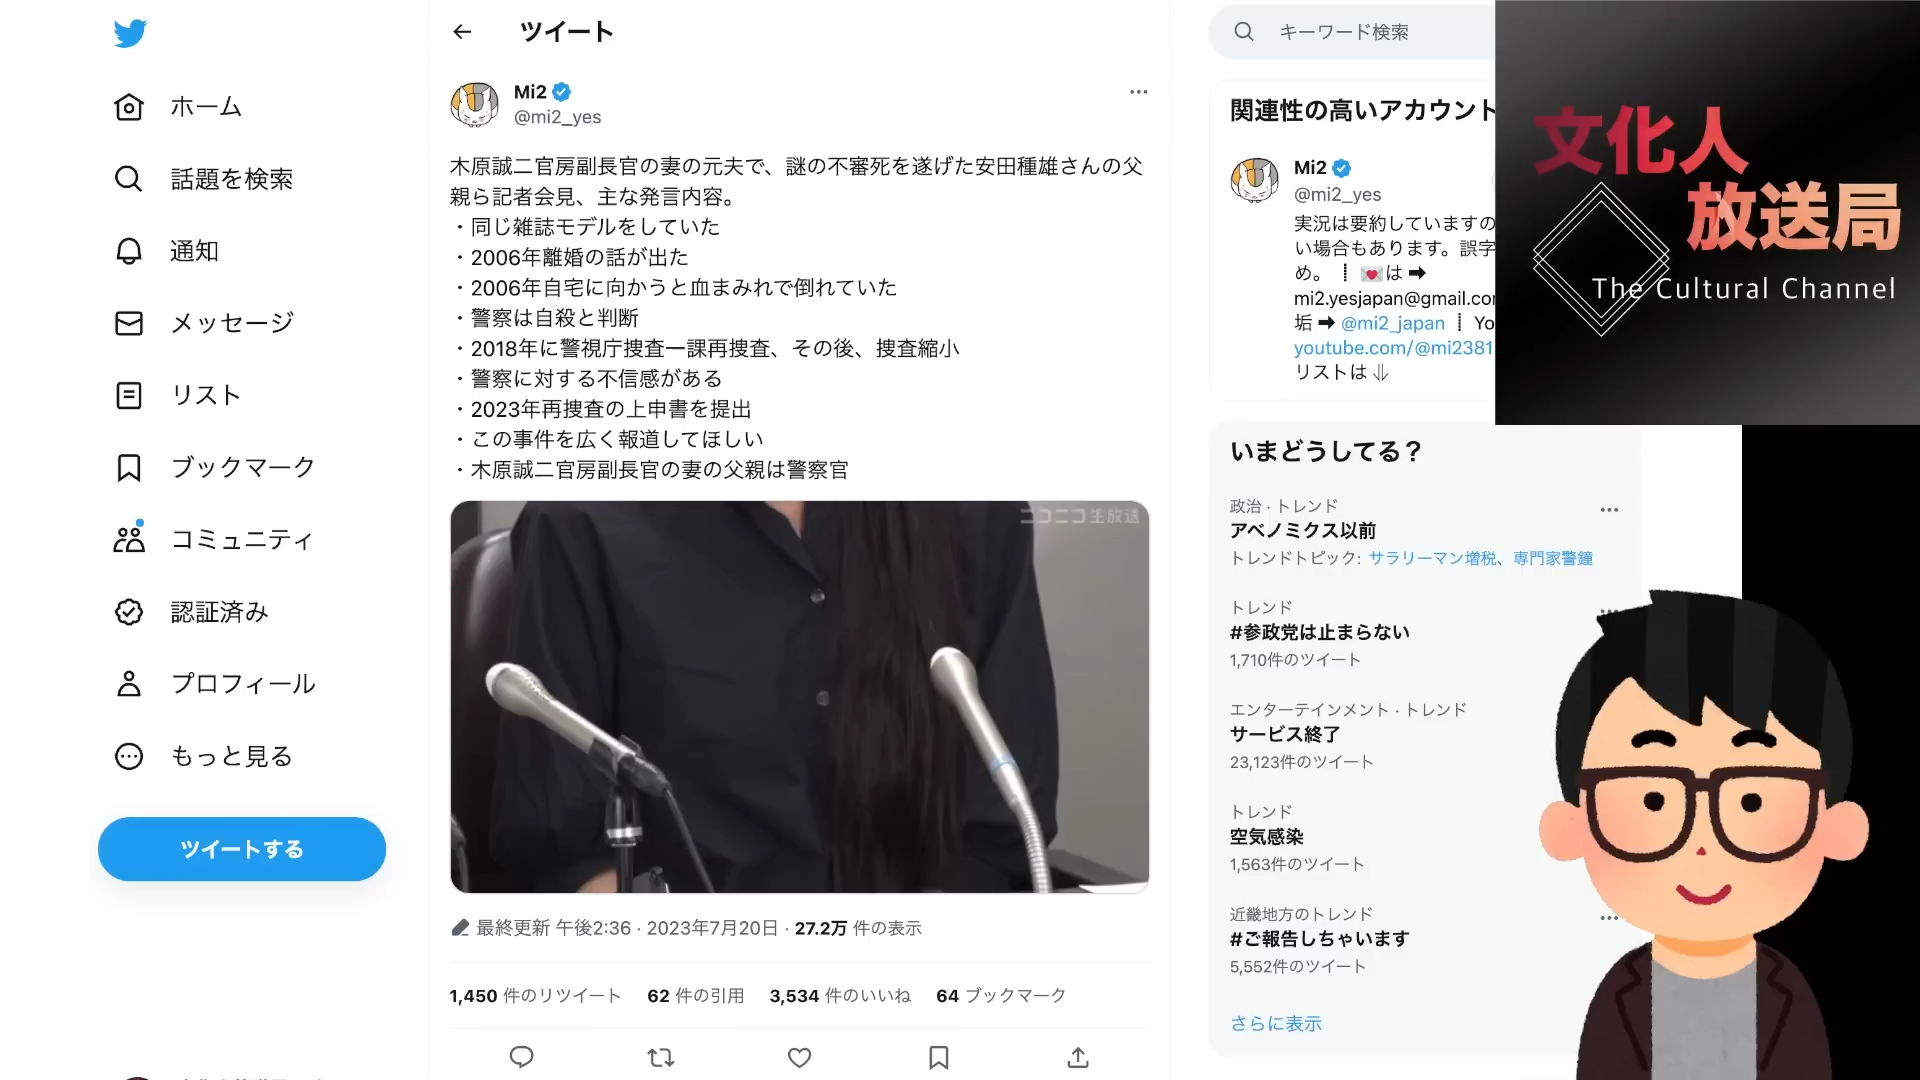 ホーム
話題を検索
通知
メッセージ
リスト
ブックマーク
コミュニティ
認証済み
プロフィール
もっと見る
ツイートする
ツイート
Mi2
@mi2_yes
木原誠二官房副長官の妻の元夫で、謎の不審死を遂げた安田種雄さんの父
親ら記者会見、主な発言内容。
・同じ雑誌モデルをしていた
・2006年離婚の話が出た
・2006年自宅に向かうと血まみれで倒れていた
・警察は自殺と判断
・2018年に警視庁捜査一課再捜査、その後、捜査縮小
・警察に対する不信感がある
・2023年再捜査の上申書を提出
・この事件を広く報道してほしい
・木原誠二官房副長官の妻の父親は警察官
ニコニコ生放送
最終更新 午後2:36 · 2023年7月20日 · 27.2万 件の表示
1,450 件のリツイート 62 件の引用 3,534 件のいいね 64 ブックマーク
キーワード検索
関連性の高いアカウント
Mi2
@mi2_yes
実況は要約していますの
い場合もあります。誤字
め。┋💌は➡
mi2.yesjapan@gmail.com
垢➡ @mi2_japan ┋ Yo
youtube.com/@mi2381
リストは⇓
いまどうしてる？
政治 · トレンド
アベノミクス以前
トレンドトピック: サラリーマン増税、専門家警鐘
トレンド
#参政党は止まらない
1,710件のツイート
エンターテインメント · トレンド
サービス終了
23,123件のツイート
トレンド
空気感染
1,563件のツイート
近畿地方のトレンド
#ご報告しちゃいます
5,552件のツイート
さらに表示
文化人
放送局
The Cultural Channel